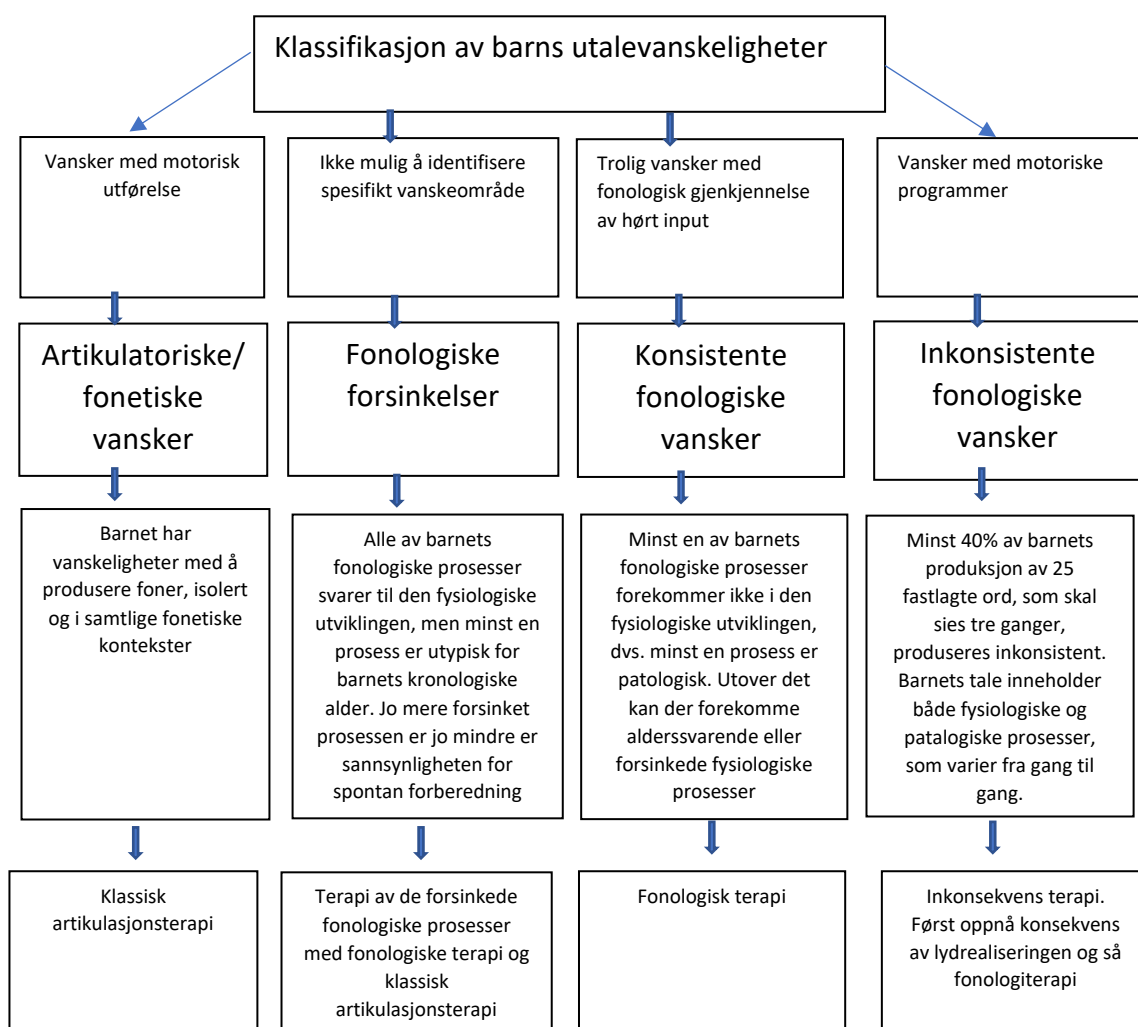 Klassifikasjon av barns utalevanskeligheter
Vansker med motorisk
utførelse
Ikke mulig å identifisere
spesifikt vanskeområde
Trolig vansker med
fonologisk gjenkjennelse
av hørt input
Vansker med motoriske
programmer
Artikulatoriske/
fonetiske
vansker
Fonologiske
forsinkelser
Konsistente
fonologiske
vansker
Inkonsistente
fonologiske
vansker
Barnet har
vanskeligheter med å
produsere foner, isolert
og i samtlige fonetiske
kontekster
Alle av barnets
fonologiske prosesser
svarer til den fysiologiske
utviklingen, men minst en
prosess er utypisk for
barnets kronologiske
alder. Jo mere forsinket
prosessen er jo mindre er
sannsynligheten for
spontan forberedning
Minst en av barnets
fonologiske prosesser
forekommer ikke i den
fysiologiske utviklingen,
dvs. minst en prosess er
patologisk. Utover det
kan der forekomme
alderssvarende eller
forsinkede fysiologiske
prosesser
Minst 40% av barnets
produksjon av 25
fastlagte ord, som skal
sies tre ganger,
produseres inkonsistent.
Barnets tale inneholder
både fysiologiske og
patalogiske prosesser,
som varier fra gang til
gang.
Klassisk
artikulasjonsterapi
Terapi av de forsinkede
fonologiske prosesser
med fonologiske terapi og
klassisk
artikulasjonsterapi
Fonologisk terapi
Inkonsekvens terapi.
Først oppnå konsekvens
av lydrealiseringen og så
fonologiterapi